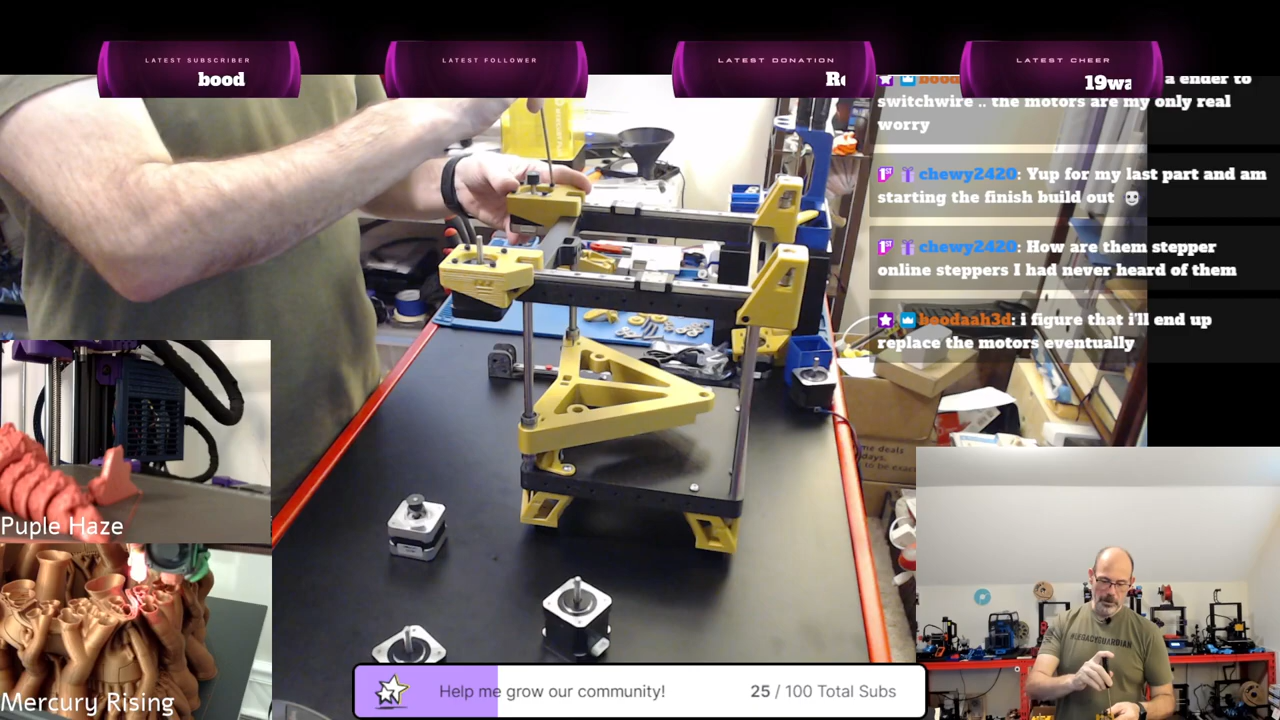 LATEST SUBSCRIBER
bood
LATEST FOLLOWER
LATEST DONATION
LATEST CHEER
19wa
a ender to
switchwire .. the motors are my only real
worry
chewy2420: Yup for my last part and am
starting the finish build out
chewy2420: How are them stepper
online steppers I had never heard of them
boodaah3d: i figure that i'll end up
replace the motors eventually
Puple Haze
Mercury Rising
#LEGACYGUARDIAN
Help me grow our community!
25 / 100 Total Subs